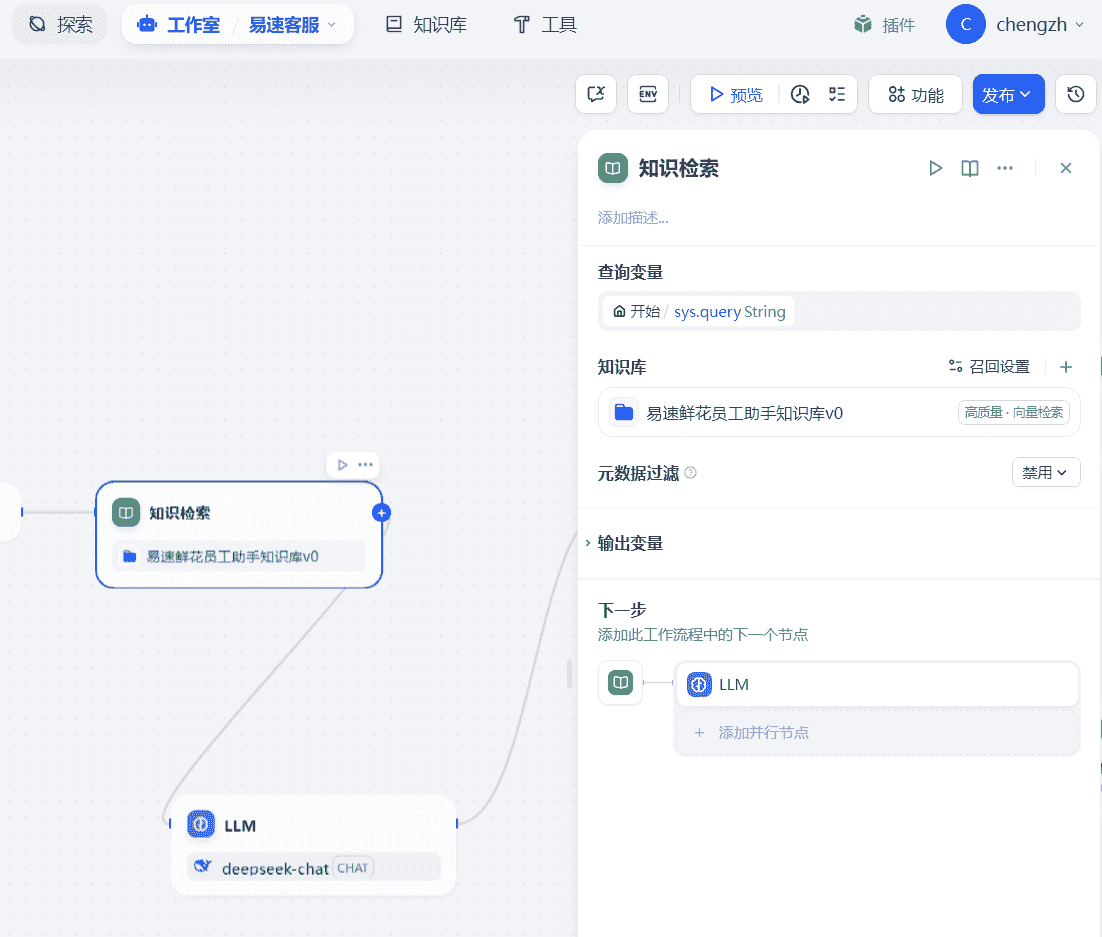 探索
工作室 / 易速客服
知识库
工具
插件
C
chengzh
ENV
预览
功能
发布
知识检索
添加描述...
查询变量
开始 / sys.query String
知识库
召回设置
易速鲜花员工助手知识库v0
高质量 · 向量检索
元数据过滤
禁用
输出变量
下一步
添加此工作流程中的下一个节点
LLM
+ 添加并行节点
知识检索
易速鲜花员工助手知识库v0
LLM
deepseek-chat CHAT